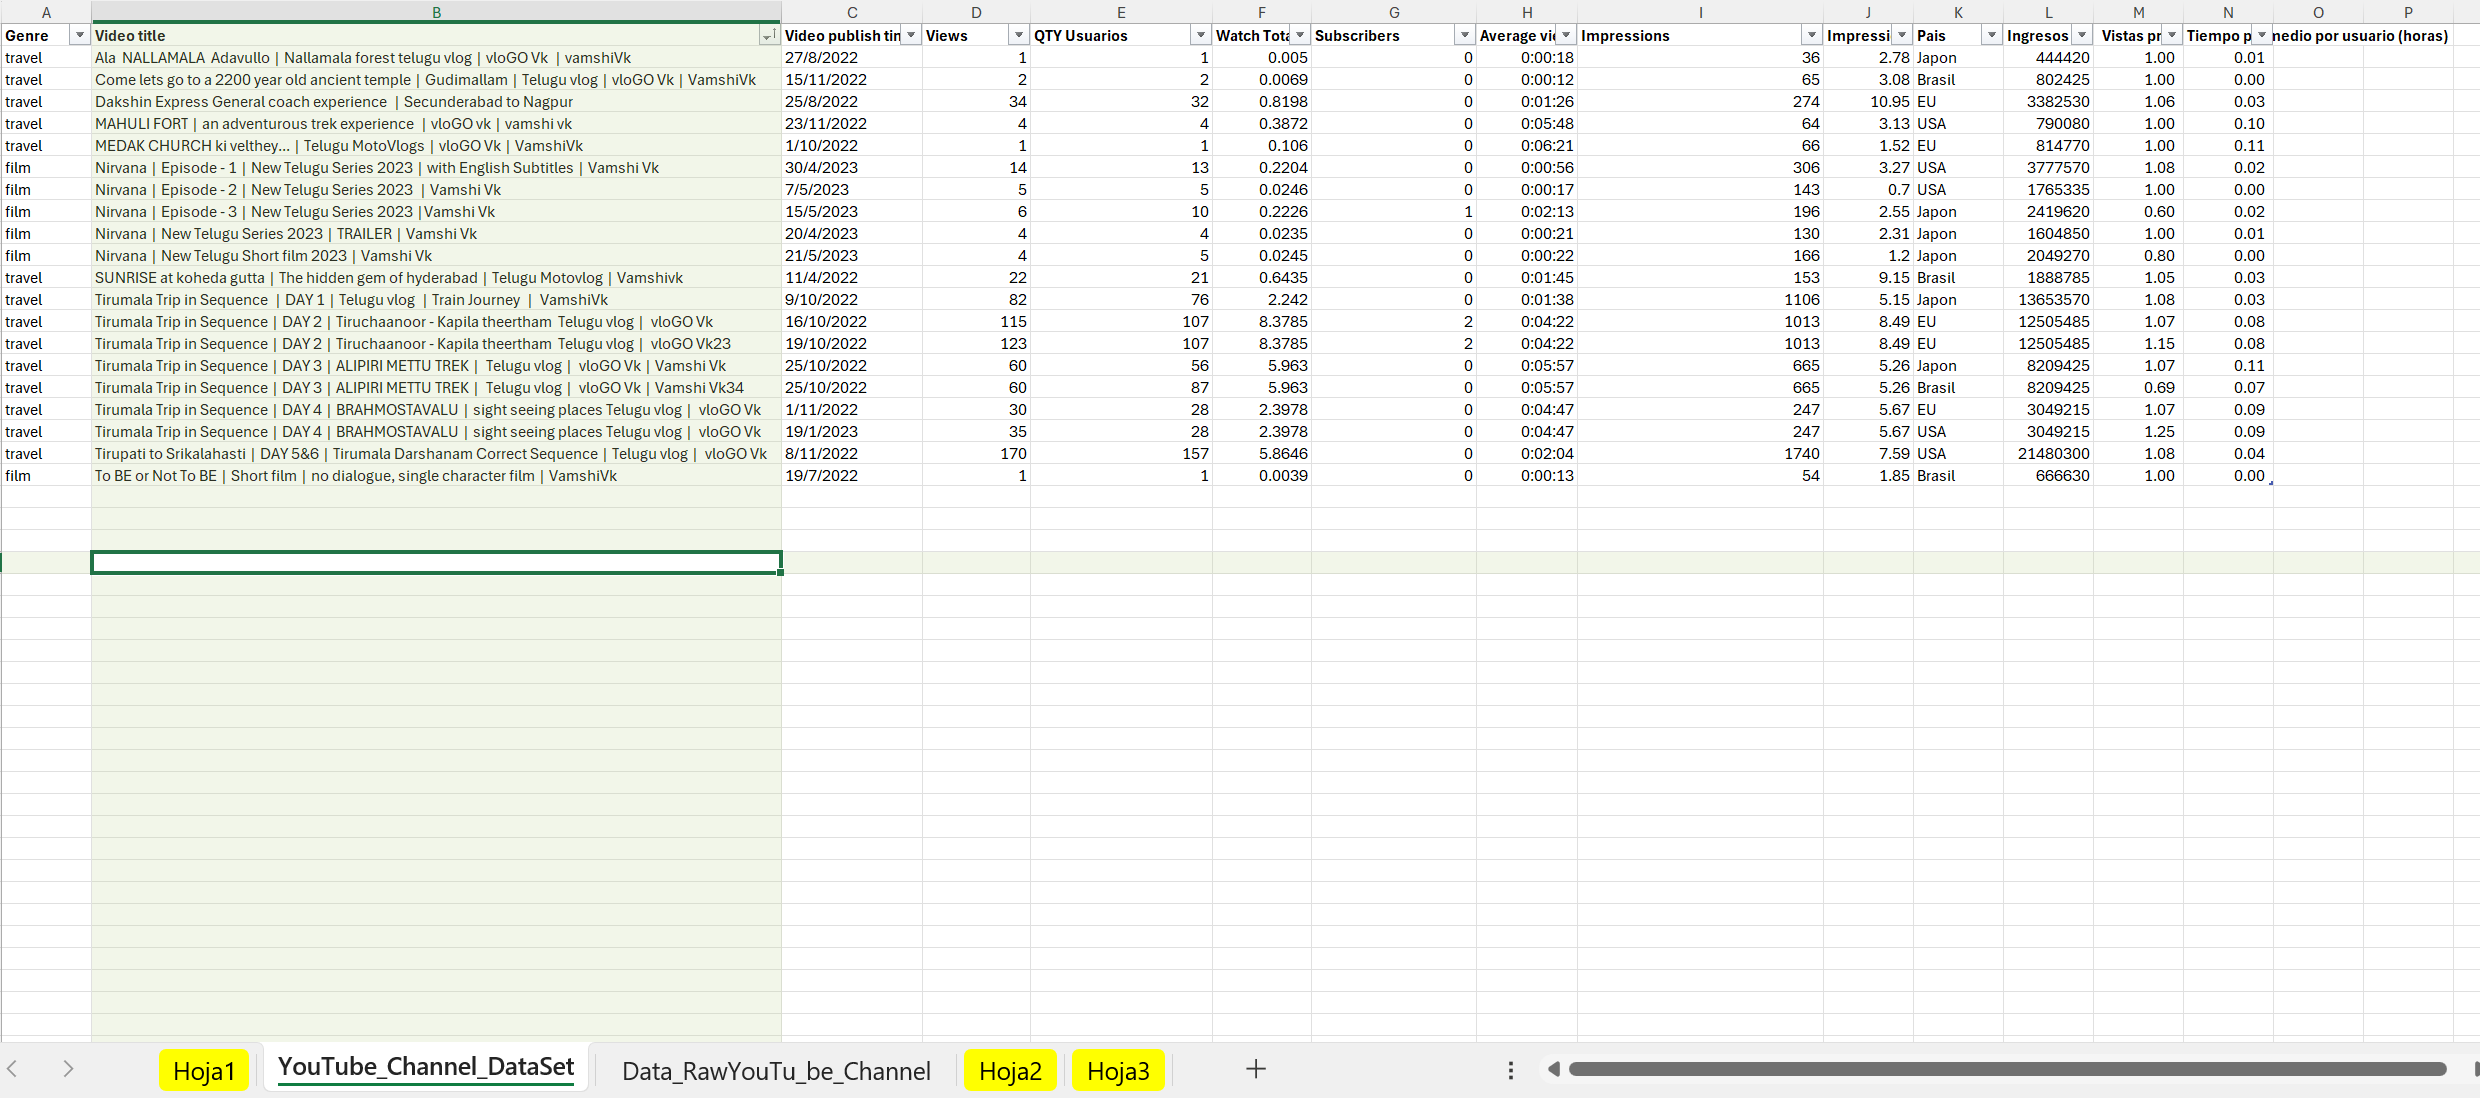 A B C D E F G H I J K L M N O P
Genre Video title Video publish tin Views QTY Usuarios Watch Tota Subscribers Average vie Impressions Impressi Pais Ingresos Vistas pr Tiempo p medio por usuario (horas)
travel Ala NALLAMALA Adavullo | Nallamala forest telugu vlog | vloGO Vk | vamshiVk 27/8/2022 1 1 0.005 0 0:00:18 36 2.78 Japon 444420 1.00 0.01
travel Come lets go to a 2200 year old ancient temple | Gudimallam | Telugu vlog | vloGO Vk | VamshiVk 15/11/2022 2 2 0.0069 0 0:00:12 65 3.08 Brasil 802425 1.00 0.00
travel Dakshin Express General coach experience | Secunderabad to Nagpur 25/8/2022 34 32 0.8198 0 0:01:26 274 10.95 EU 3382530 1.06 0.03
travel MAHULI FORT | an adventurous trek experience | vloGO vk | vamshi vk 23/11/2022 4 4 0.3872 0 0:05:48 64 3.13 USA 790080 1.00 0.10
travel MEDAK CHURCH ki velthey... | Telugu MotoVlogs | vloGO Vk | VamshiVk 1/10/2022 1 1 0.106 0 0:06:21 66 1.52 EU 814770 1.00 0.11
film Nirvana | Episode - 1 | New Telugu Series 2023 | with English Subtitles | Vamshi Vk 30/4/2023 14 13 0.2204 0 0:00:56 306 3.27 USA 3777570 1.08 0.02
film Nirvana | Episode - 2 | New Telugu Series 2023 | Vamshi Vk 7/5/2023 5 5 0.0246 0 0:00:17 143 0.7 USA 1765335 1.00 0.00
film Nirvana | Episode - 3 | New Telugu Series 2023 |Vamshi Vk 15/5/2023 6 10 0.2226 1 0:02:13 196 2.55 Japon 2419620 0.60 0.02
film Nirvana | New Telugu Series 2023 | TRAILER | Vamshi Vk 20/4/2023 4 4 0.0235 0 0:00:21 130 2.31 Japon 1604850 1.00 0.01
film Nirvana | New Telugu Short film 2023 | Vamshi Vk 21/5/2023 4 5 0.0245 0 0:00:22 166 1.2 Japon 2049270 0.80 0.00
travel SUNRISE at koheda gutta | The hidden gem of hyderabad | Telugu Motovlog | Vamshivk 11/4/2022 22 21 0.6435 0 0:01:45 153 9.15 Brasil 1888785 1.05 0.03
travel Tirumala Trip in Sequence | DAY 1 | Telugu vlog | Train Journey | VamshiVk 9/10/2022 82 76 2.242 0 0:01:38 1106 5.15 Japon 13653570 1.08 0.03
travel Tirumala Trip in Sequence | DAY 2 | Tiruchaanoor - Kapila theertham Telugu vlog | vloGO Vk 16/10/2022 115 107 8.3785 2 0:04:22 1013 8.49 EU 12505485 1.07 0.08
travel Tirumala Trip in Sequence | DAY 2 | Tiruchaanoor - Kapila theertham Telugu vlog | vloGO Vk23 19/10/2022 123 107 8.3785 2 0:04:22 1013 8.49 EU 12505485 1.15 0.08
travel Tirumala Trip in Sequence | DAY 3 | ALIPIRI METTU TREK | Telugu vlog | vloGO Vk | Vamshi Vk 25/10/2022 60 56 5.963 0 0:05:57 665 5.26 Japon 8209425 1.07 0.11
travel Tirumala Trip in Sequence | DAY 3 | ALIPIRI METTU TREK | Telugu vlog | vloGO Vk | Vamshi Vk34 25/10/2022 60 87 5.963 0 0:05:57 665 5.26 Brasil 8209425 0.69 0.07
travel Tirumala Trip in Sequence | DAY 4 | BRAHMOSTAVALU | sight seeing places Telugu vlog | vloGO Vk 1/11/2022 30 28 2.3978 0 0:04:47 247 5.67 EU 3049215 1.07 0.09
travel Tirumala Trip in Sequence | DAY 4 | BRAHMOSTAVALU | sight seeing places Telugu vlog | vloGO Vk 19/1/2023 35 28 2.3978 0 0:04:47 247 5.67 USA 3049215 1.25 0.09
travel Tirupati to Srikalahasti | DAY 5&6 | Tirumala Darshanam Correct Sequence | Telugu vlog | vloGO Vk 8/11/2022 170 157 5.8646 0 0:02:04 1740 7.59 USA 21480300 1.08 0.04
film To BE or Not To BE | Short film | no dialogue, single character film | VamshiVk 19/7/2022 1 1 0.0039 0 0:00:13 54 1.85 Brasil 666630 1.00 0.00
Hoja1 YouTube_Channel_DataSet Data_RawYouTu_be_Channel Hoja2 Hoja3